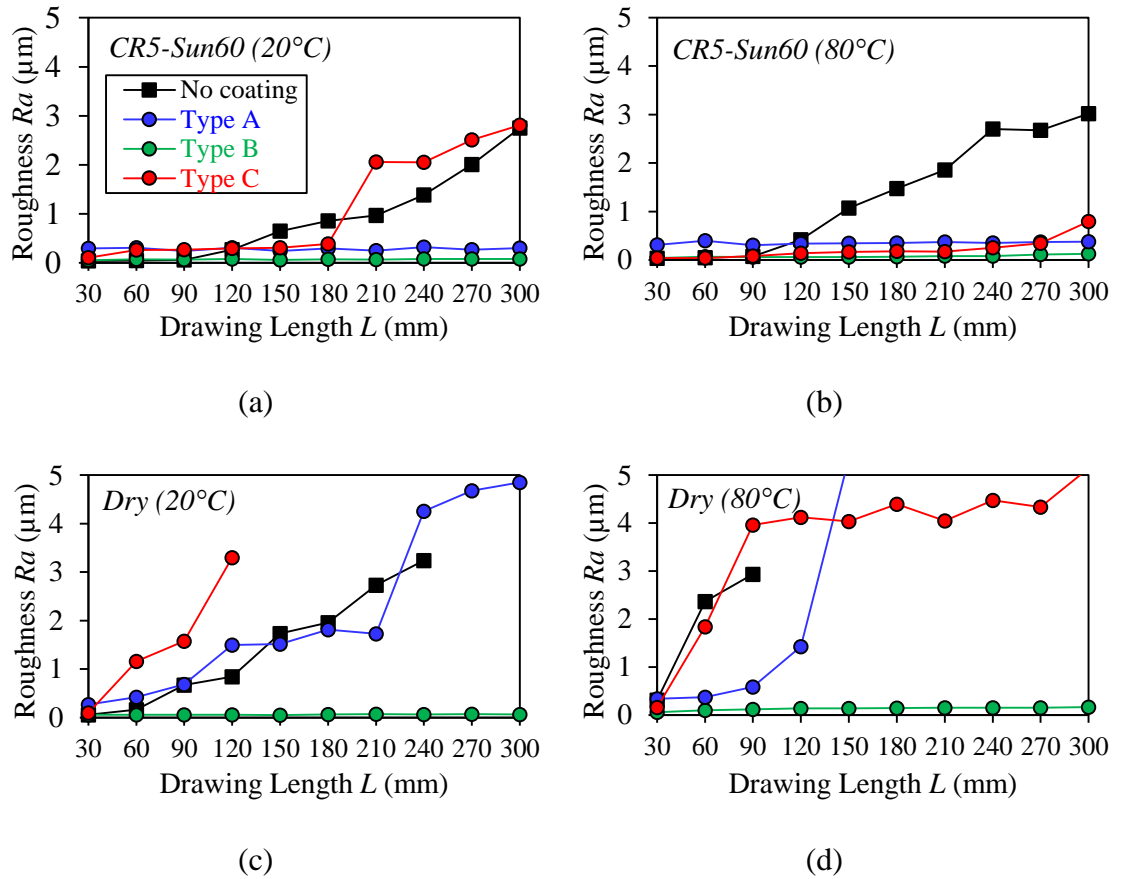 CR5-Sun60 (20°C)
No coating
Type A
Type B
Type C
Roughness Ra (μm)
5
4
3
2
1
0
30 60 90 120 150 180 210 240 270 300
Drawing Length L (mm)
(a)
CR5-Sun60 (80°C)
Roughness Ra (μm)
5
4
3
2
1
0
30 60 90 120 150 180 210 240 270 300
Drawing Length L (mm)
(b)
Dry (20°C)
Roughness Ra (μm)
5
4
3
2
1
0
30 60 90 120 150 180 210 240 270 300
Drawing Length L (mm)
(c)
Dry (80°C)
Roughness Ra (μm)
5
4
3
2
1
0
30 60 90 120 150 180 210 240 270 300
Drawing Length L (mm)
(d)